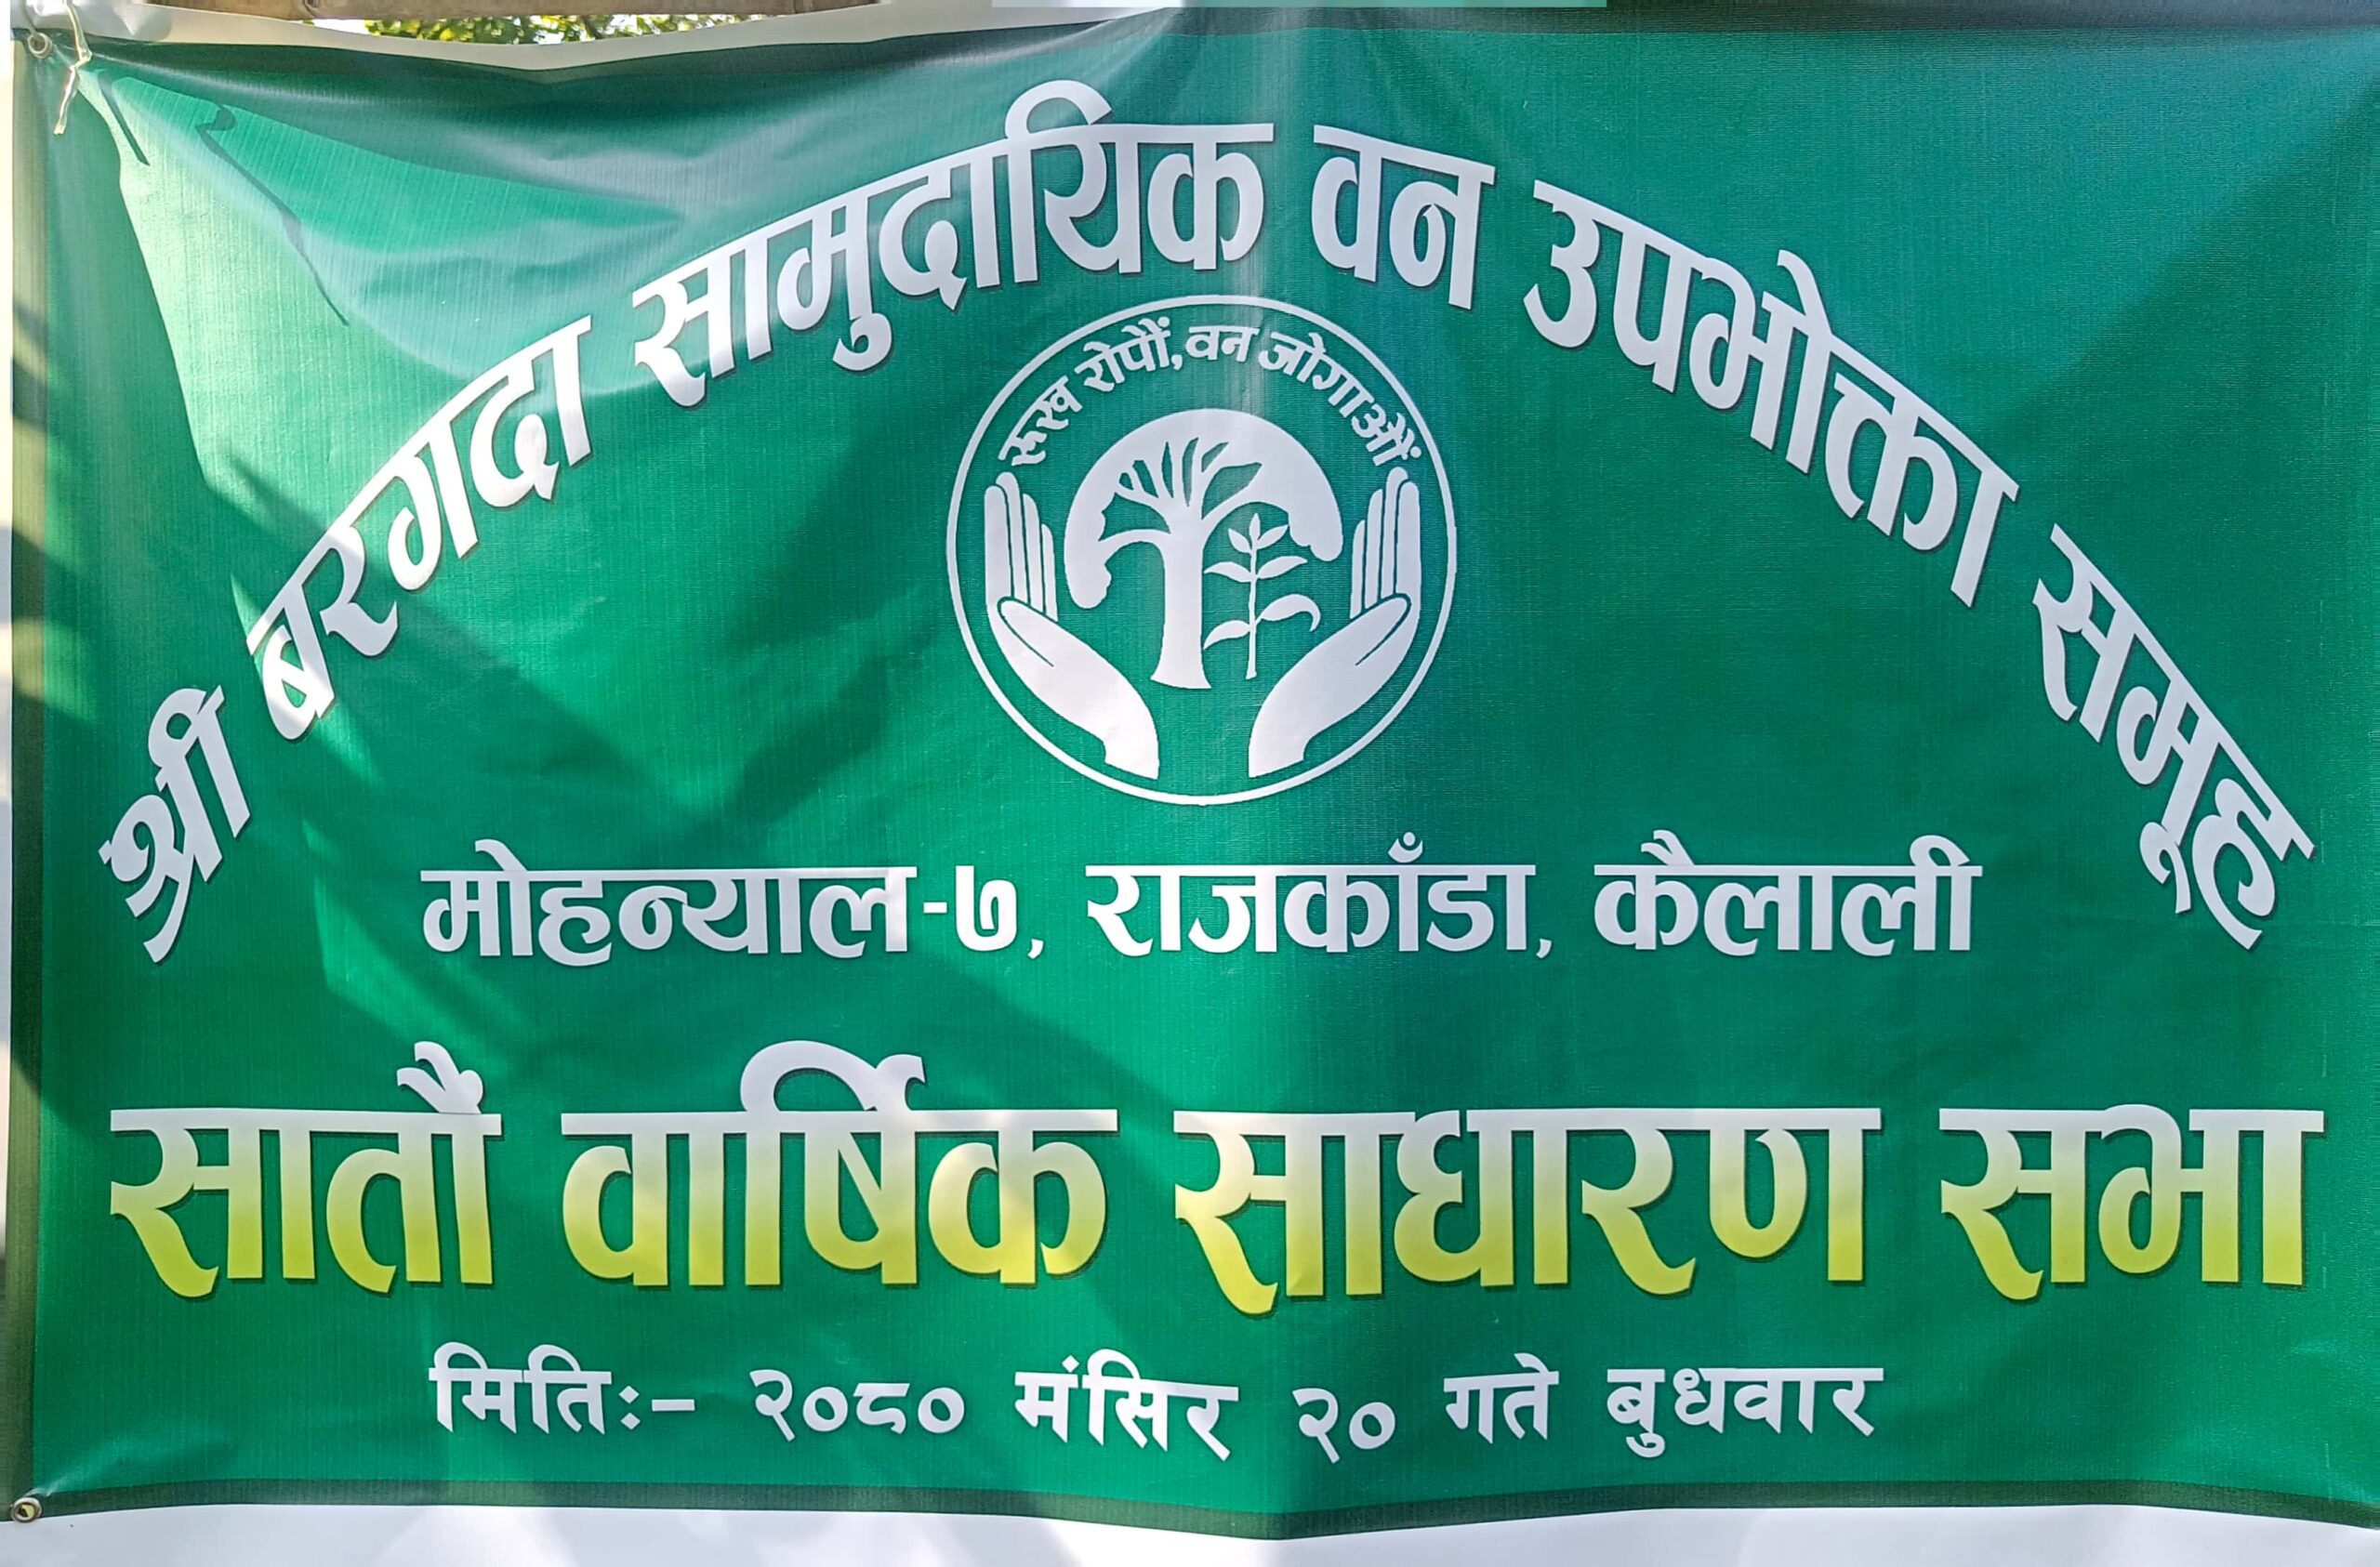 श्री बरगदा सामुदायिक वन उपभोक्ता समूह
रूख रोपौं, वन जोगाऔं
मोहन्याल-७, राजकाँडा, कैलाली
सातौं वार्षिक साधारण सभा
मितिः- २०८० मंसिर २० गते बुधवार